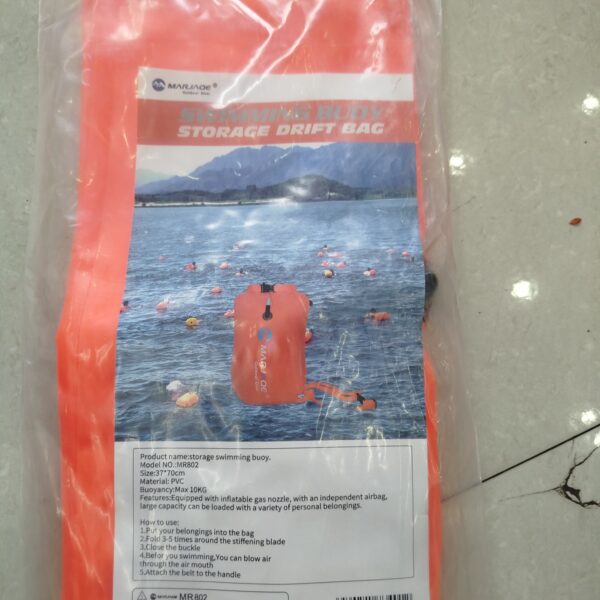 MARJAQE®
Outdoor Gear
SWIMMING BUOY
STORAGE DRIFT BAG
MARJAQE
Product name:storage swimming buoy.
Model NO.:MR802
Size:37*70cm
Material: PVC
Buoyancy:Max 10KG
Features:Equipped with inflatable gas nozzle, with an independent airbag,
large capacity can be loaded with a variety of personal belongings.
How to use:
1.Put your belongings into the bag
2.Fold 3-5 times around the stiffening blade
3.Close the buckle
4.Before you swimming,You can blow air
through the air mouth
5.Attach the belt to the handle
MR802